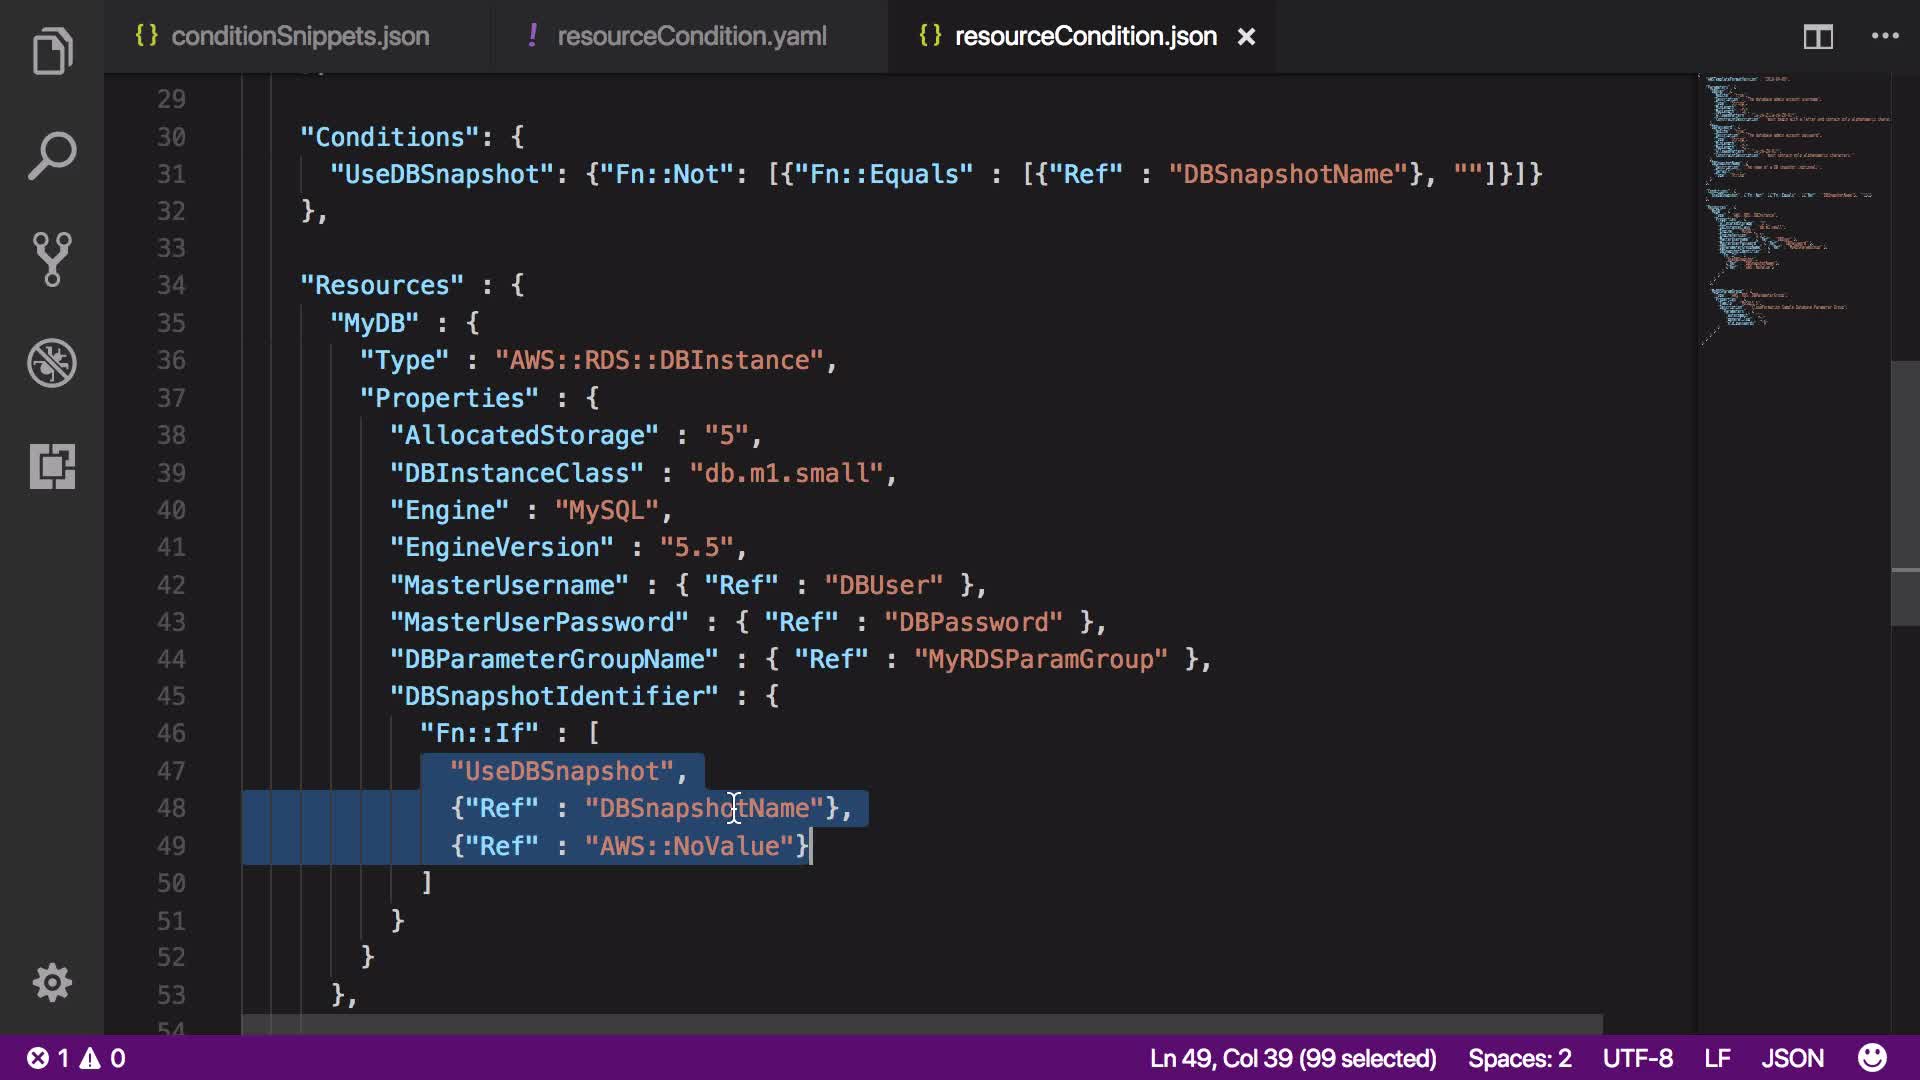 {} conditionSnippets.json
! resourceCondition.yaml
{} resourceCondition.json ×
29
30 "Conditions": {
31 "UseDBSnapshot": {"Fn::Not": [{"Fn::Equals" : [{"Ref" : "DBSnapshotName"}, ""]}]}
32 },
33
34 "Resources" : {
35 "MyDB" : {
36 "Type" : "AWS::RDS::DBInstance",
37 "Properties" : {
38 "AllocatedStorage" : "5",
39 "DBInstanceClass" : "db.m1.small",
40 "Engine" : "MySQL",
41 "EngineVersion" : "5.5",
42 "MasterUsername" : { "Ref" : "DBUser" },
43 "MasterUserPassword" : { "Ref" : "DBPassword" },
44 "DBParameterGroupName" : { "Ref" : "MyRDSParamGroup" },
45 "DBSnapshotIdentifier" : {
46 "Fn::If" : [
47 "UseDBSnapshot",
48 {"Ref" : "DBSnapshotName"},
49 {"Ref" : "AWS::NoValue"}
50 ]
51 }
52 }
53 },
54
1 0 Ln 49, Col 39 (99 selected) Spaces: 2 UTF-8 LF JSON